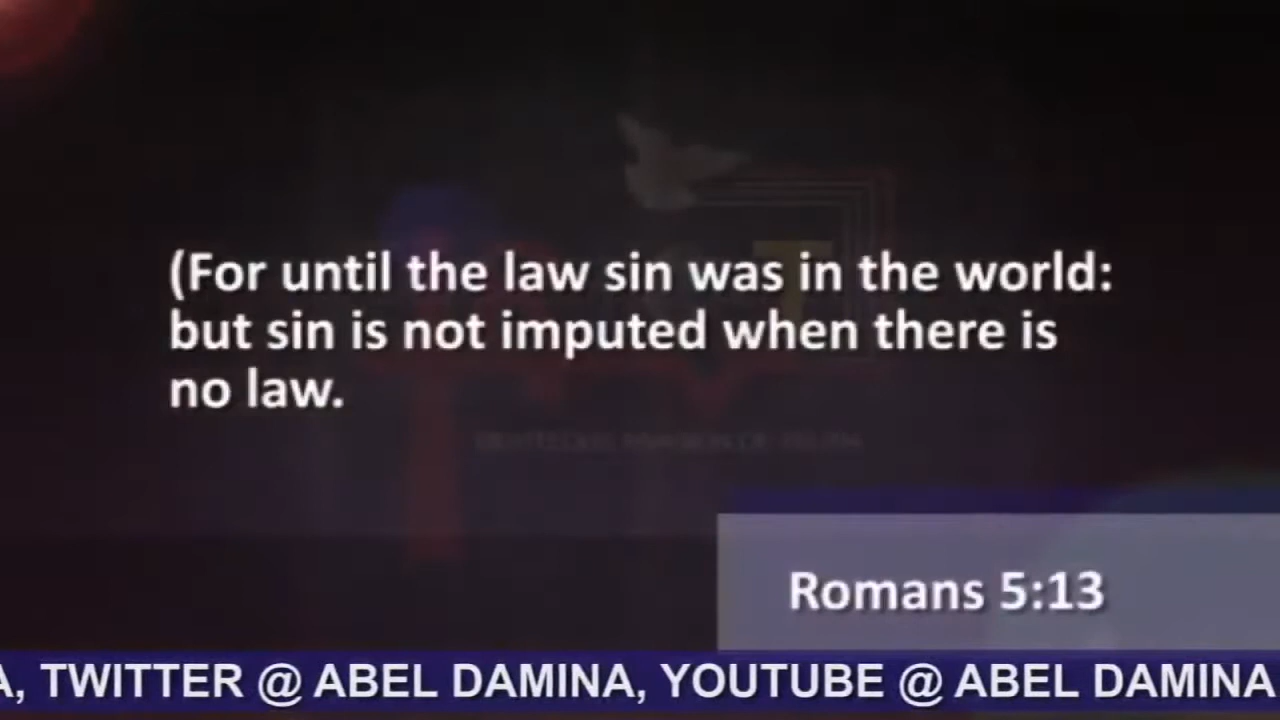 (For until the law sin was in the world:
but sin is not imputed when there is
no law.
Romans 5:13
A, TWITTER @ ABEL DAMINA, YOUTUBE @ ABEL DAMINA